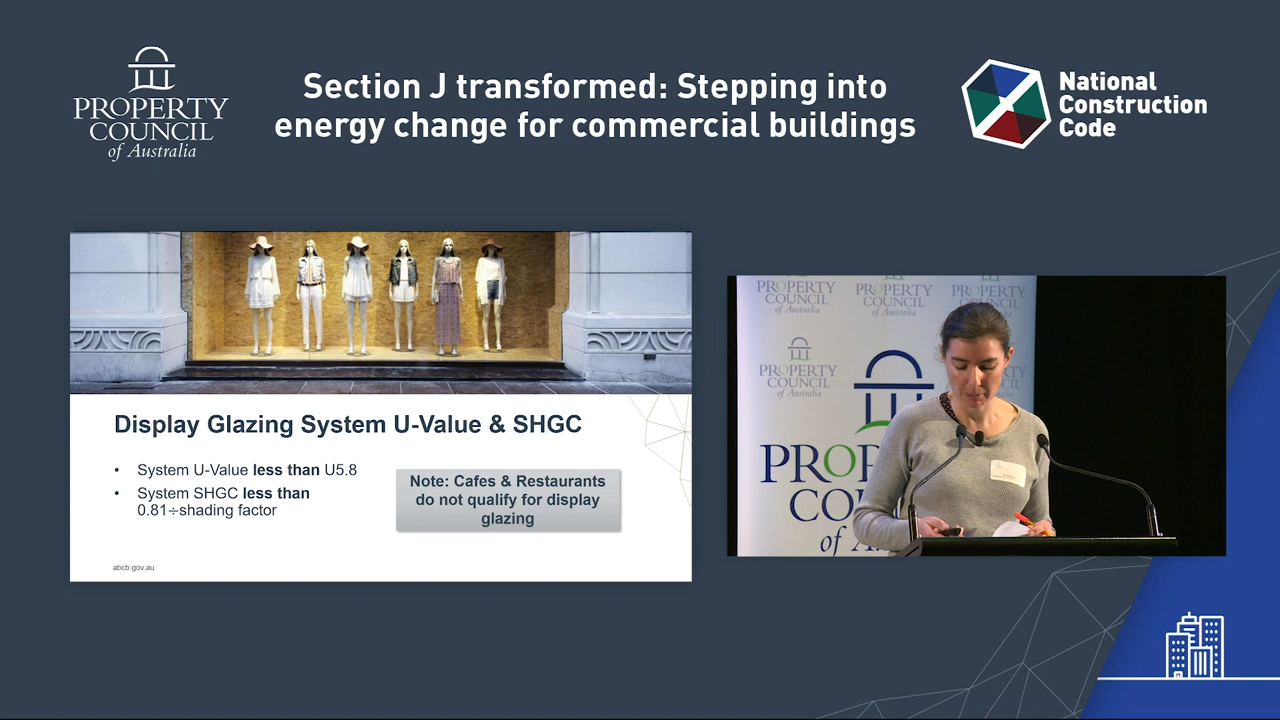 PROPERTY
COUNCIL
of Australia
Section J transformed: Stepping into
energy change for commercial buildings
National
Construction
Code
Display Glazing System U-Value & SHGC
• System U-Value less than U5.8
• System SHGC less than
0.81÷shading factor
Note: Cafes & Restaurants
do not qualify for display
glazing
abcb.gov.au
PROPERTY
COUNCIL
of Australia
PROPERTY
COUNCIL
of Australia
PROPERTY
COUNCIL
of Australia
PROPERTY
COUNCIL
of Australia
PROP
COU
of A